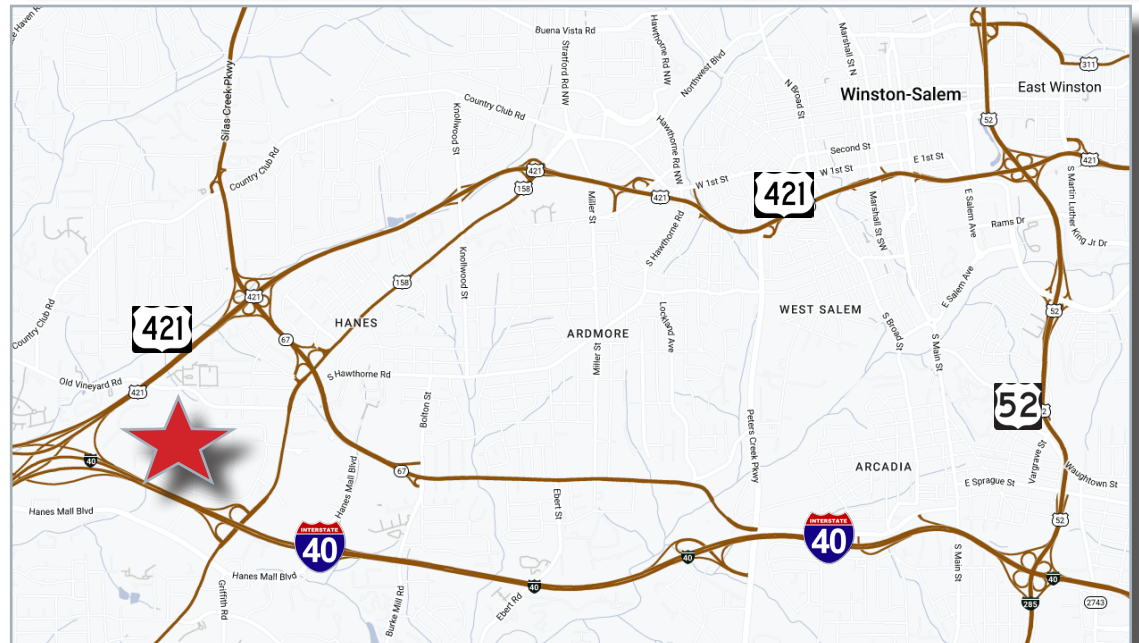 Haven R
Buena Vista Rd
Stratford Rd NW
Hawthorne Rd NW
Northwest Blvd
Marshall St N
N Broad St
Winston-Salem
East Winston
311
52
Silas Creek Pkwy
Country Club Rd
Knollwood St
Country Club Rd
Hawthorne Rd NW
Second St
W 1st St
W 1st St
E 1st St
421
421
158
421
421
Miller St
S Hawthorne Rd
Marshall St SW
E Salem Ave
Rams Dr
S Martin Luther King Jr Dr
158
Knollwood St
421
421
Country Club Rd
HANES
67
ARDMORE
Miller St
Lockland Ave
WEST SALEM
E Salem Ave
S Broad St
S Main St
52
Old Vineyard Rd
421
S Hawthorne Rd
Bolton St
Peters Creek Pkwy
52
2
Vargrave St
Waughtown St
ARCADIA
E Sprague St
40
67
Hanes Mall Blvd
Hanes Mall Blvd
Ebert St
INTERSTATE
40
INTERSTATE
40
52
40
S Main St
Hanes Mall Blvd
Griffith Rd
Burke Mill Rd
Ebert Rd
40
40
285
2743